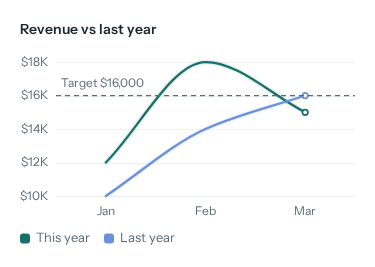 Revenue vs last year
$18K
Target $16,000
$16K
$14K
$12K
$10K
Jan Feb Mar
This year Last year